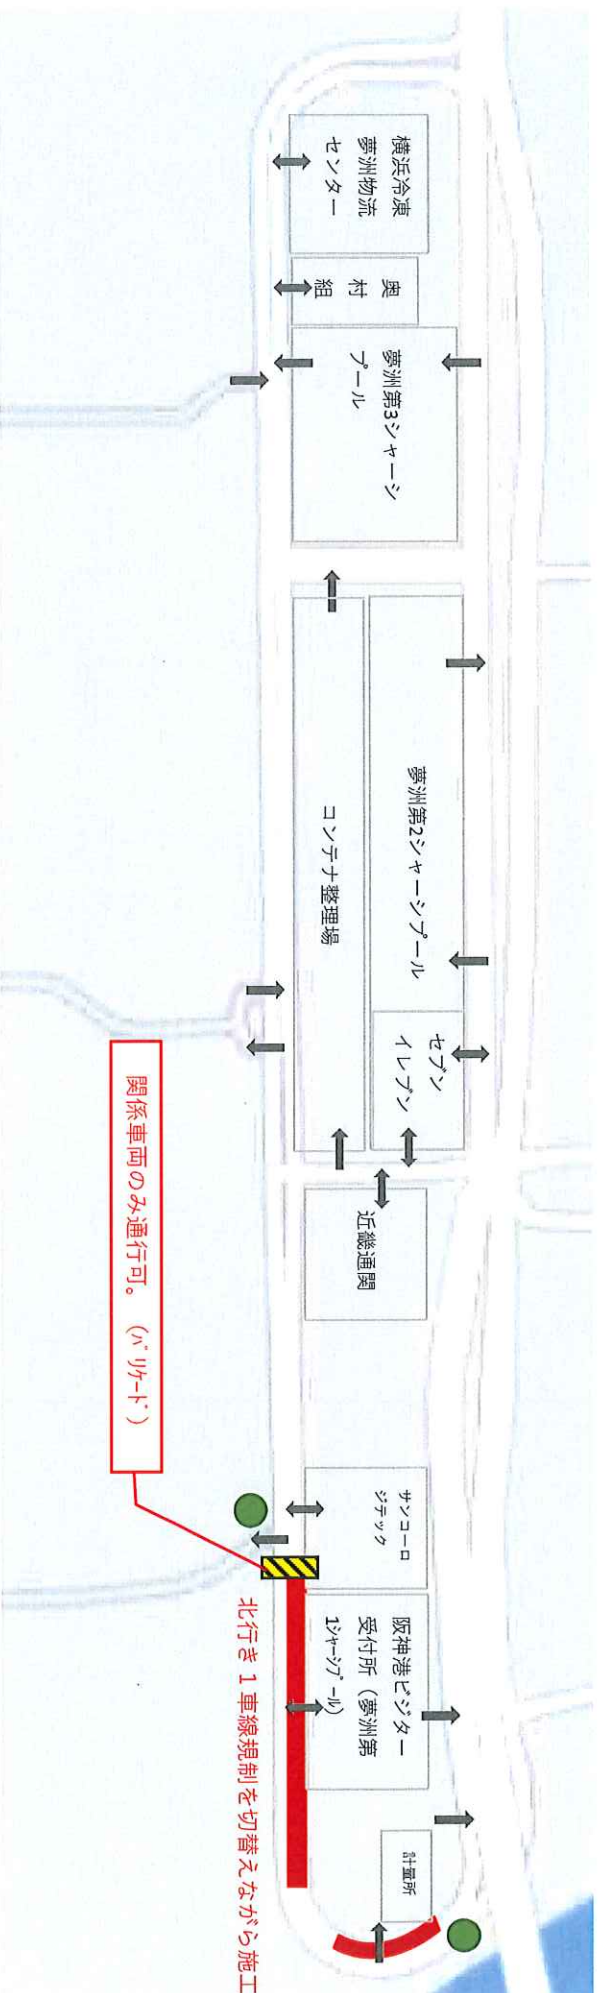 横浜冷凍
夢洲物流
センター
奥村
組
夢洲第3シャーシ
プール
夢洲第2シャーシプール
コンテナ整理場
セブン
イレブン
近畿通関
サンコーロ
ジテック
阪神港ビジター
受付所（夢洲第
1シャーシプール）
計量所
関係車両のみ通行可。（バリケード）
北行き１車線規制を切替えながら施工